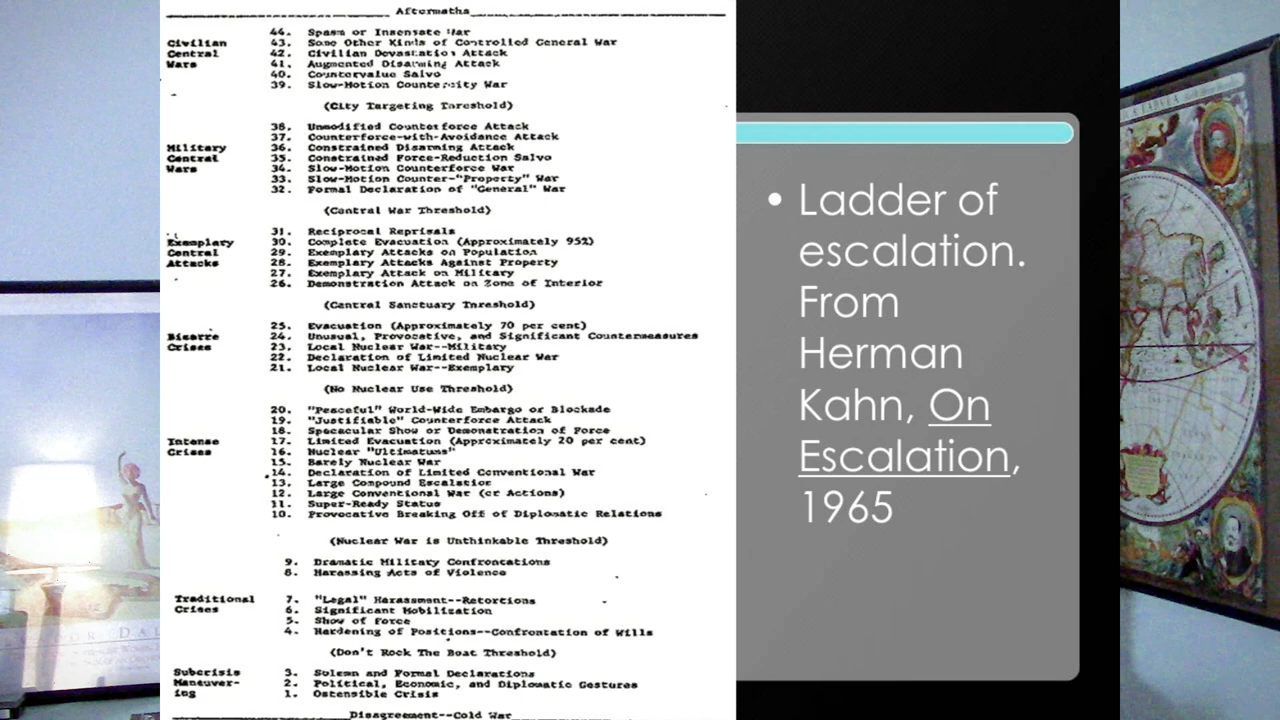 Aftermaths
44. Spasm or Insensate War
Civilian 43. Some Other Kinds of Controlled General War
Central 42. Civilian Devastation Attack
Wars 41. Augmented Disarming Attack
40. Countervalue Salvo
39. Slow-Motion Countercity War
(City Targeting Threshold)
38. Unmodified Counterforce Attack
37. Counterforce-with-Avoidance Attack
Military 36. Constrained Disarming Attack
Central 35. Constrained Force-Reduction Salvo
Wars 34. Slow-Motion Counterforce War
33. Slow-Motion Counter-"Property" War
32. Formal Declaration of "General" War
(Central War Threshold)
31. Reciprocal Reprisals
Exemplary 30. Complete Evacuation (Approximately 95%)
Central 29. Exemplary Attacks on Population
Attacks 28. Exemplary Attacks Against Property
27. Exemplary Attack on Military
26. Demonstration Attack on Zone of Interior
(Central Sanctuary Threshold)
25. Evacuation (Approximately 70 per cent)
Bizarre 24. Unusual, Provocative, and Significant Countermeasures
Crises 23. Local Nuclear War--Military
22. Declaration of Limited Nuclear War
21. Local Nuclear War--Exemplary
(No Nuclear Use Threshold)
20. "Peaceful" World-Wide Embargo or Blockade
19. "Justifiable" Counterforce Attack
18. Spectacular Show or Demonstration of Force
Intense 17. Limited Evacuation (Approximately 20 per cent)
Crises 16. Nuclear "Ultimatums"
15. Barely Nuclear War
14. Declaration of Limited Conventional War
13. Large Compound Escalation
12. Large Conventional War (or Actions)
11. Super-Ready Status
10. Provocative Breaking Off of Diplomatic Relations
(Nuclear War is Unthinkable Threshold)
9. Dramatic Military Confrontations
8. Harassing Acts of Violence
Traditional 7. "Legal" Harassment--Retortions
Crises 6. Significant Mobilization
5. Show of Force
4. Hardening of Positions--Confrontation of Wills
(Don't Rock The Boat Threshold)
Subcrisis 3. Solemn and Formal Declarations
Maneuver- 2. Political, Economic, and Diplomatic Gestures
ing 1. Ostensible Crisis
Disagreement--Cold War
• Ladder of
escalation.
From
Herman
Kahn, On
Escalation,
1965